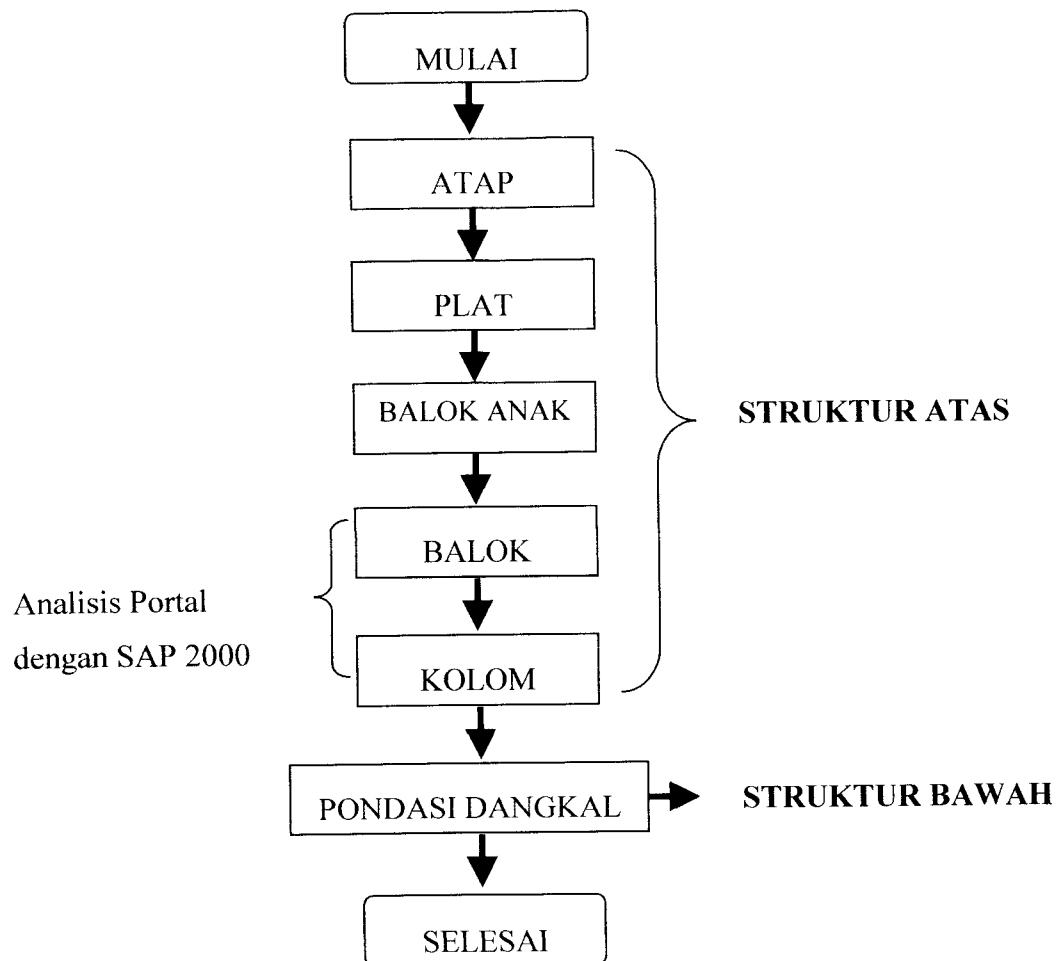 MULAI
ATAP
PLAT
BALOK ANAK
STRUKTUR ATAS
BALOK
Analisis Portal
dengan SAP 2000
KOLOM
PONDASI DANGKAL
STRUKTUR BAWAH
SELESAI